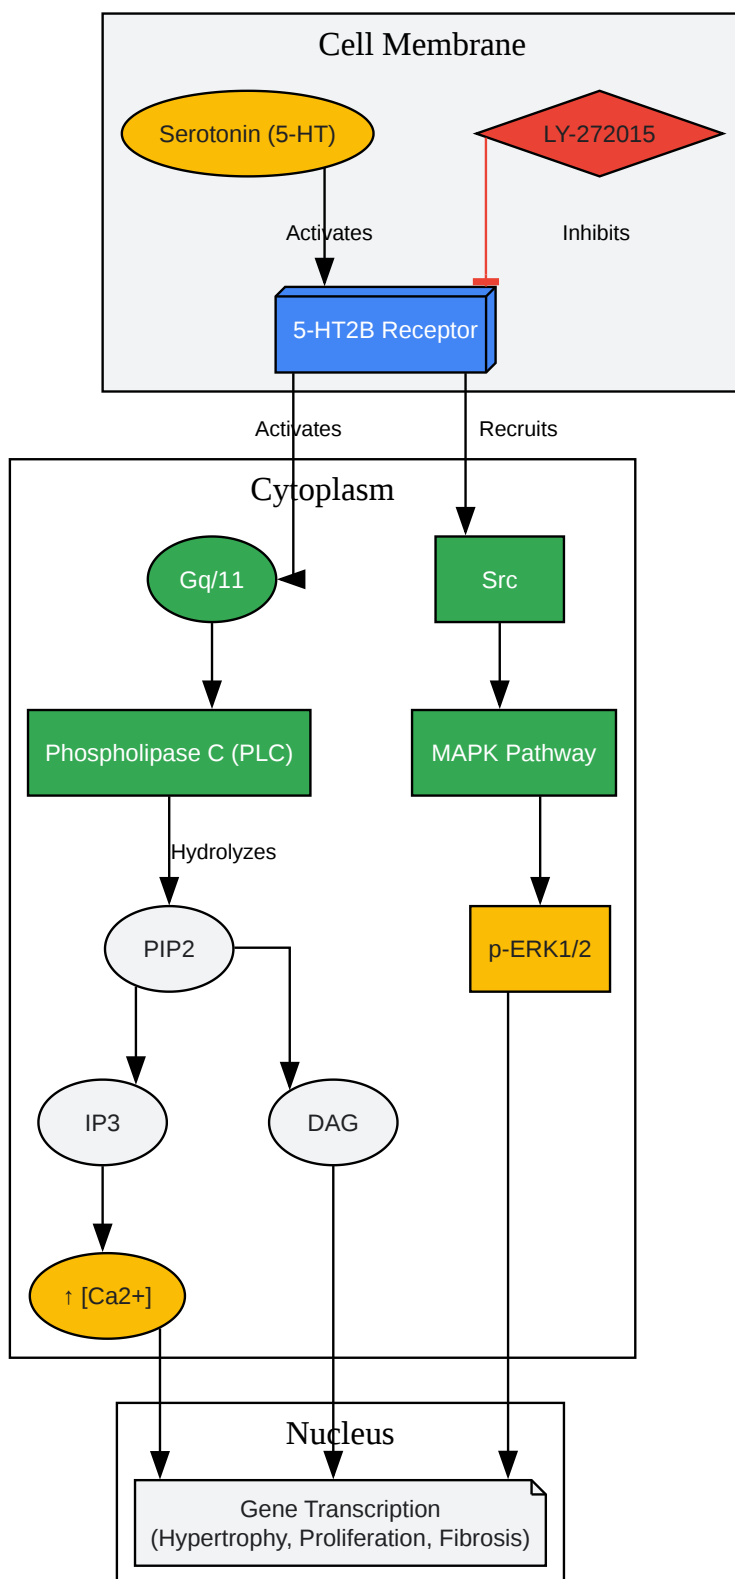 Cell Membrane
Serotonin (5-HT)
LY-272015
Activates
Inhibits
5-HT2B Receptor
Activates
Recruits
Cytoplasm
Gq/11
Src
Phospholipase C (PLC)
MAPK Pathway
Hydrolyzes
PIP2
p-ERK1/2
IP3
DAG
↑ [Ca2+]
Nucleus
Gene Transcription
(Hypertrophy, Proliferation, Fibrosis)